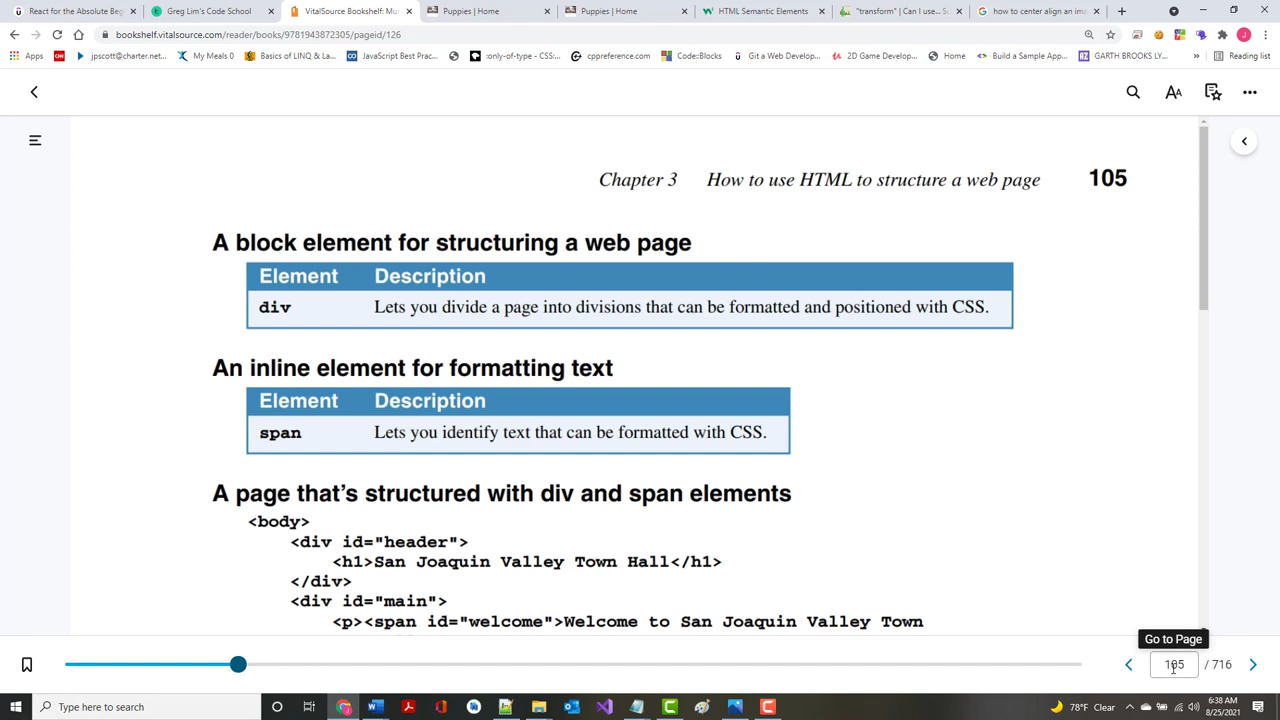 React for the Absolute Beg
Greg Lim's Code School
VitalSource Bookshelf: Mur
Puppies | Home
Puppies | Home
HTML Semantic Elements
"transform" | Can I use... S
how to center align an ima
bookshelf.vitalsource.com/reader/books/9781943872305/pageid/126
Apps
jpscott@charter.net...
My Meals 0
Basics of LINQ & La...
JavaScript Best Prac...
:only-of-type - CSS:...
cppreference.com
Code::Blocks
Git a Web Develop...
2D Game Develop...
Home
Build a Sample App...
GARTH BROOKS LY...
»
Reading list
Chapter 3 How to use HTML to structure a web page 105
A block element for structuring a web page
Element Description
div Lets you divide a page into divisions that can be formatted and positioned with CSS.
An inline element for formatting text
Element Description
span Lets you identify text that can be formatted with CSS.
A page that's structured with div and span elements
<body>
<div id="header">
<h1>San Joaquin Valley Town Hall</h1>
</div>
<div id="main">
<p><span id="welcome">Welcome to San Joaquin Valley Town
Go to Page
105 / 716
Type here to search
78°F Clear
6:38 AM
8/25/2021